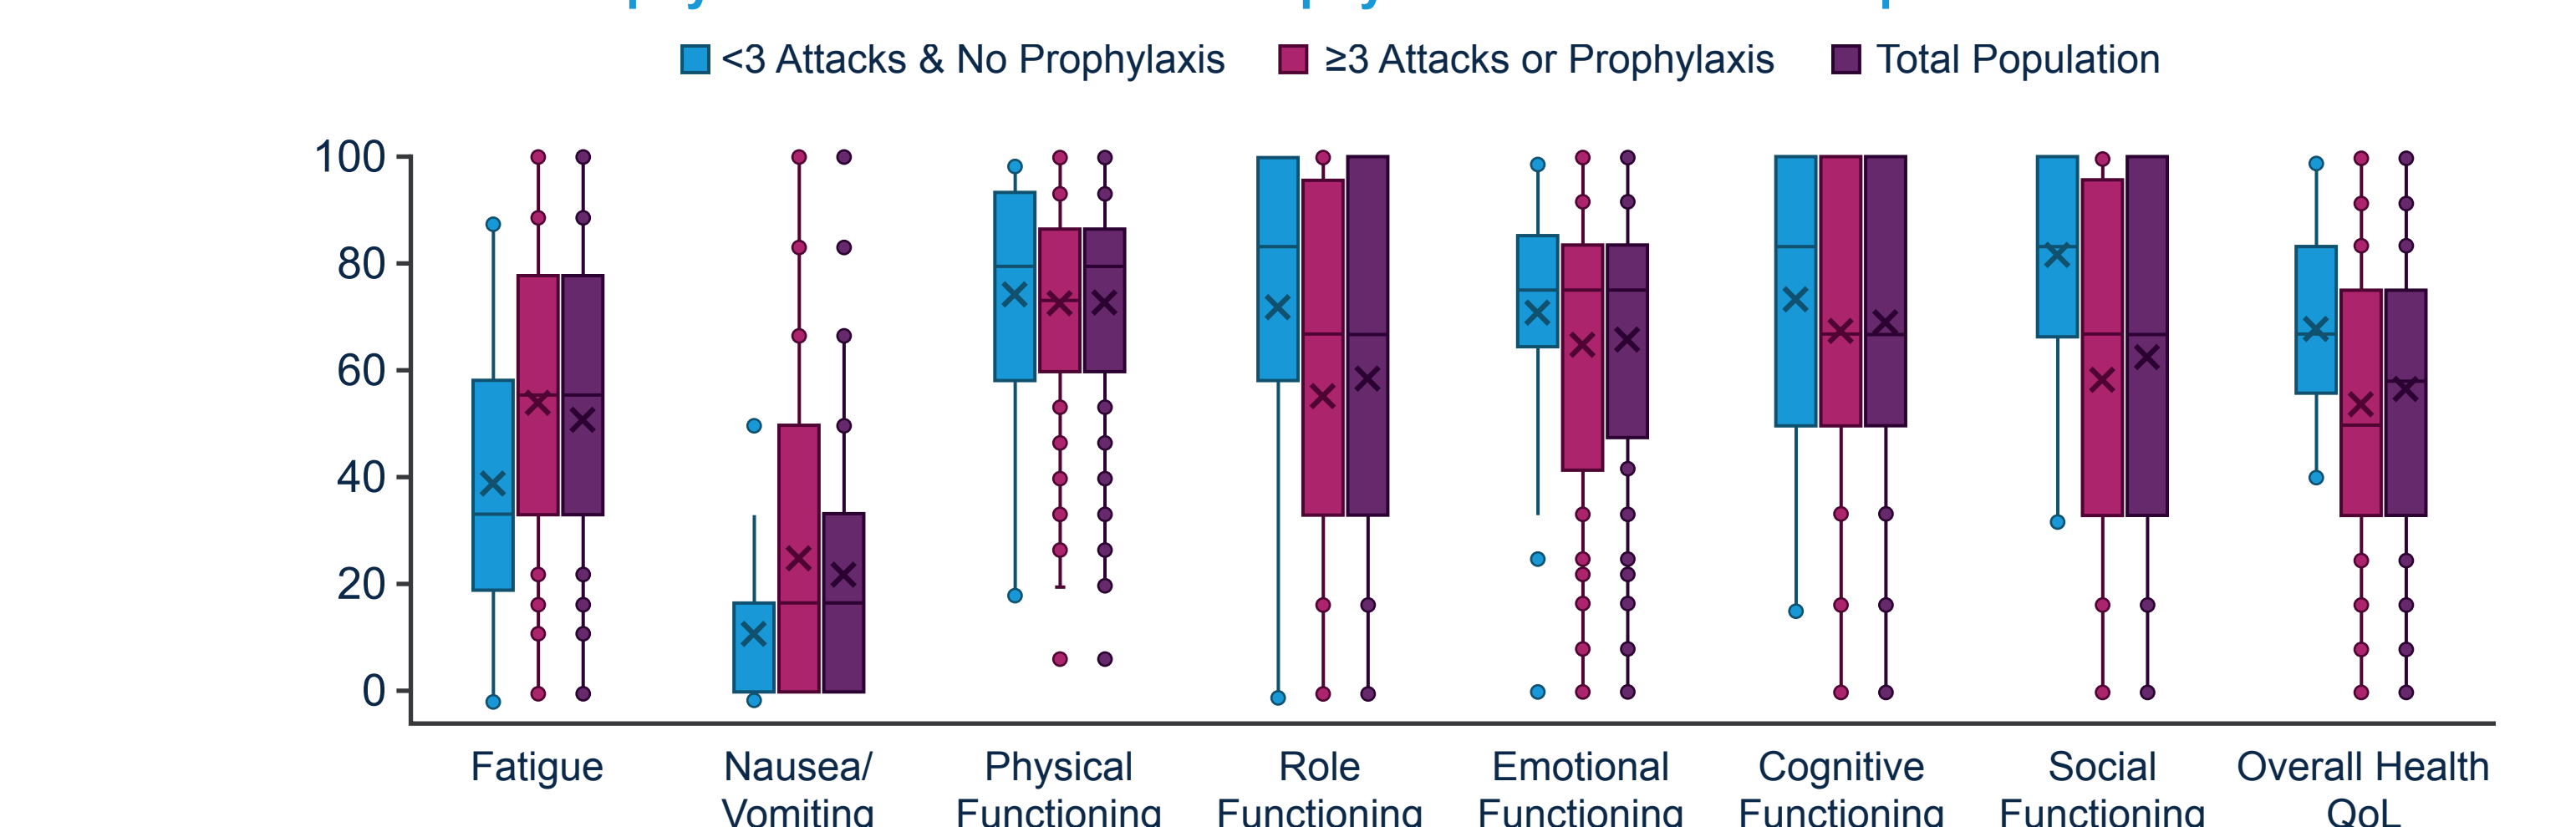 <3 Attacks & No Prophylaxis ≥3 Attacks or Prophylaxis Total Population
100
80
60
40
20
0
Fatigue Nausea/ Physical Role Emotional Cognitive Social Overall Health
Vomiting Functioning Functioning Functioning Functioning Functioning QoL